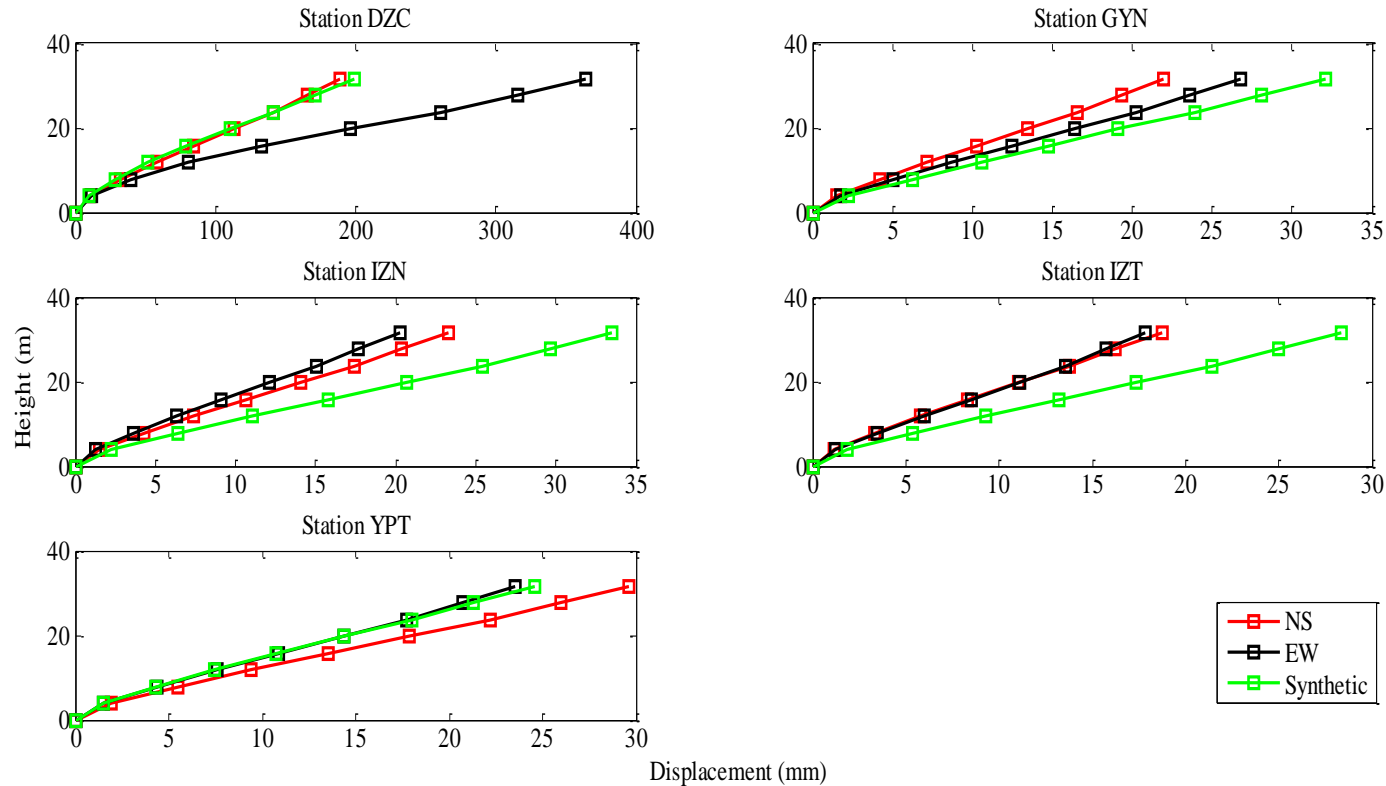 Station DZC
40
20
0
0 100 200 300 400
Station GYN
40
20
0
0 5 10 15 20 25 30 35
Station IZN
40
20
0
0 5 10 15 20 25 30 35
Station IZT
40
20
0
0 5 10 15 20 25 30
Station YPT
40
20
0
0 5 10 15 20 25 30
Height (m)
Displacement (mm)
NS
EW
Synthetic